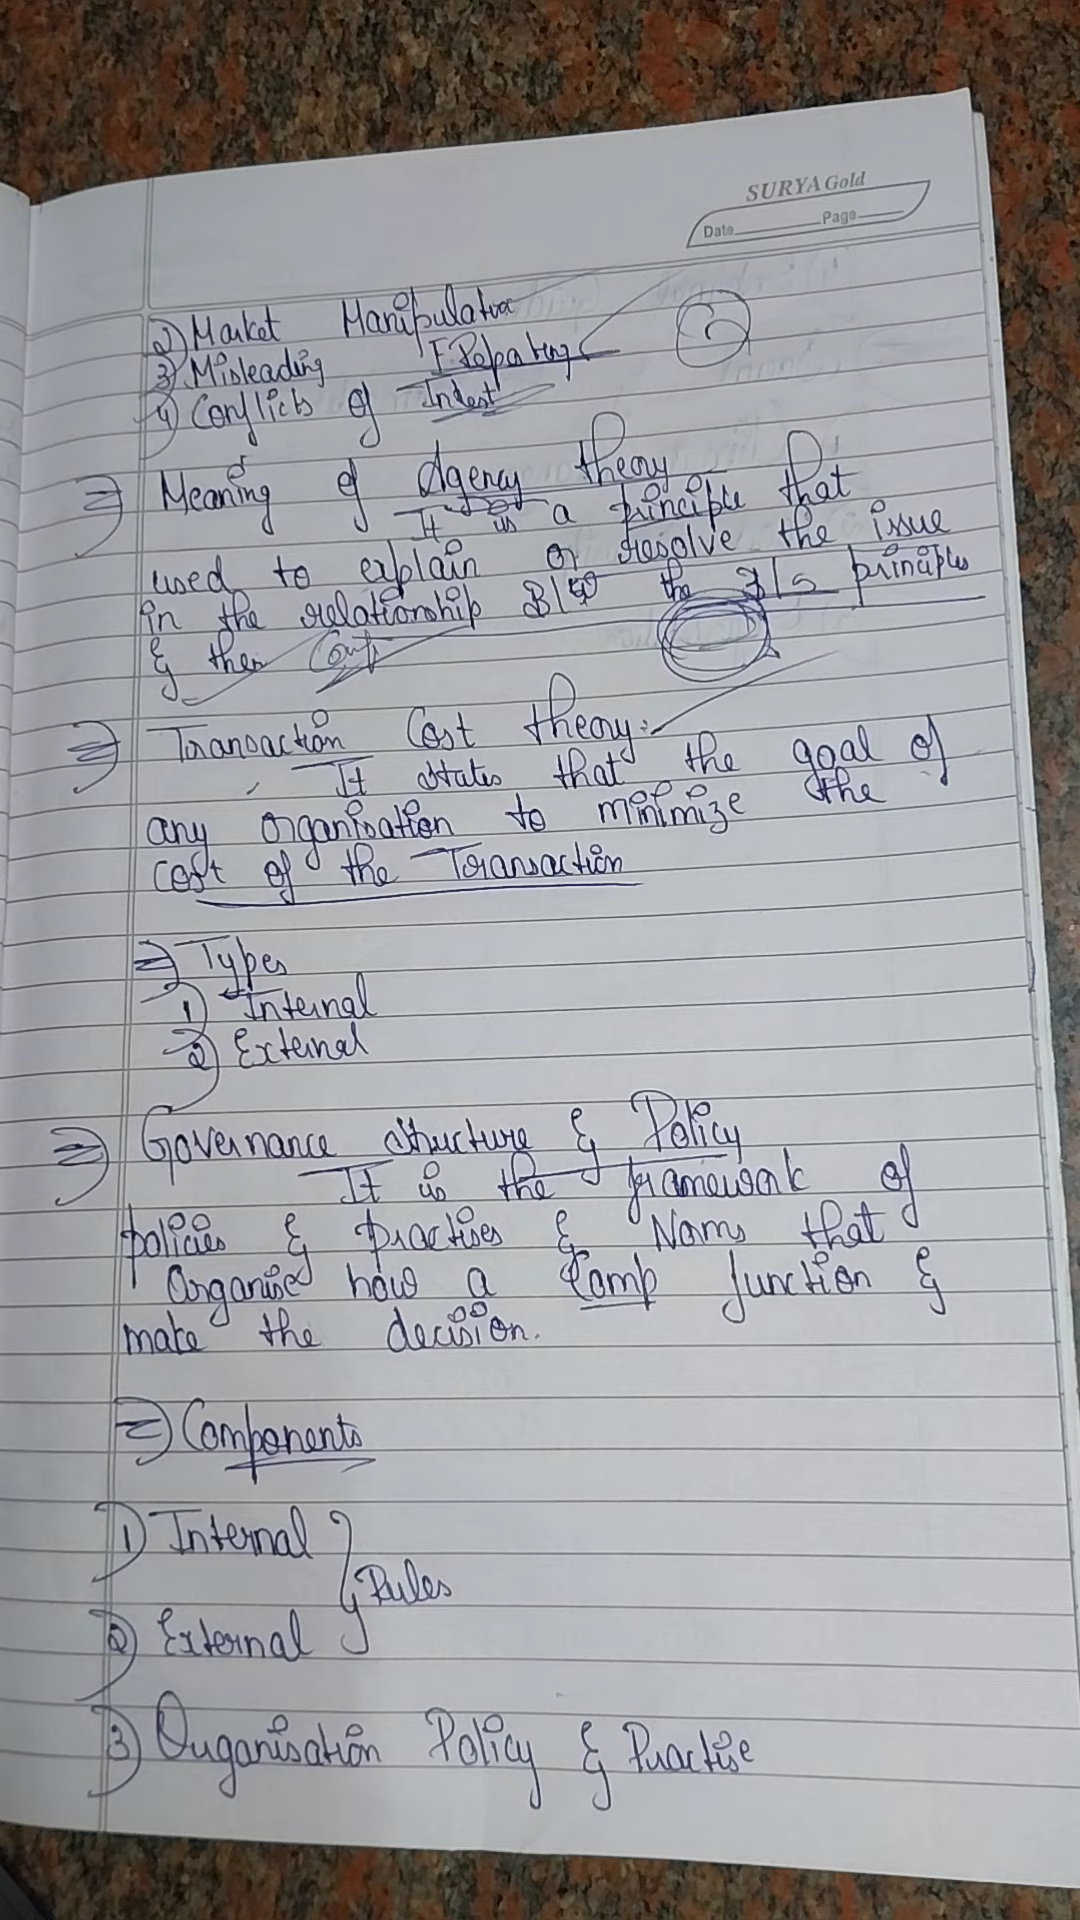 SURYA Gold
Date Page
2) Market Manipulation
3) Misleading F. Reporting
4) Conflicts of Intest
⇒ Meaning of Agency theory
It is a principle that
used to explain or resolve the issue
in the relationship B/w the B/s principles
& their
⇒ Transaction Cost theory:-
It states that the goal of
any organisation to minimize the
cost of the Transaction
⇒ Types
1) Internal
2) External
⇒ Governance structure & Policy
It is the framework of
policies & practises & Noms that
Organise how a Comp function &
make the decision.
⇒ Components
1) Internal
Rules
2) External
3) Organisation Policy & Practise